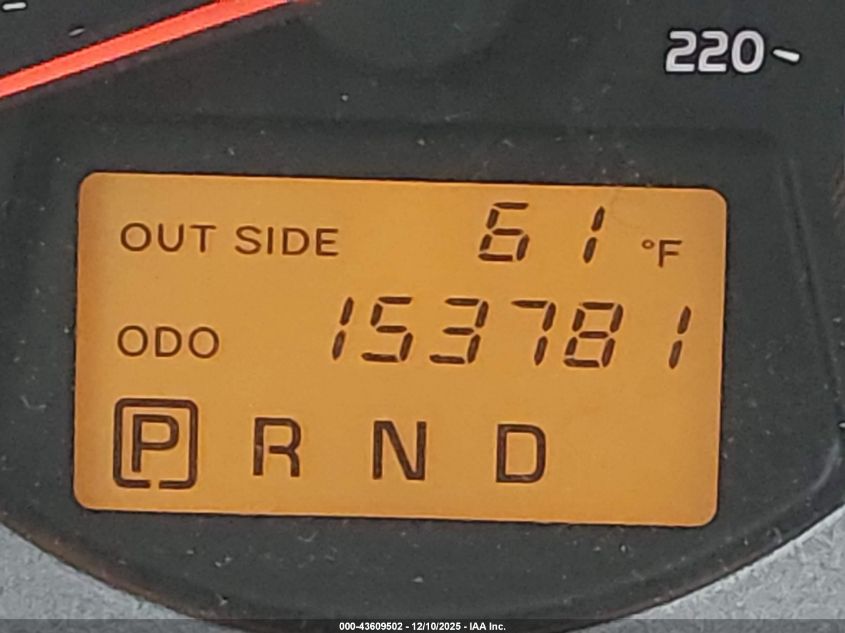 220
OUT SIDE 61 °F
ODO 153781
P R N D
000-43609502 - 12/10/2025 - IAA Inc.